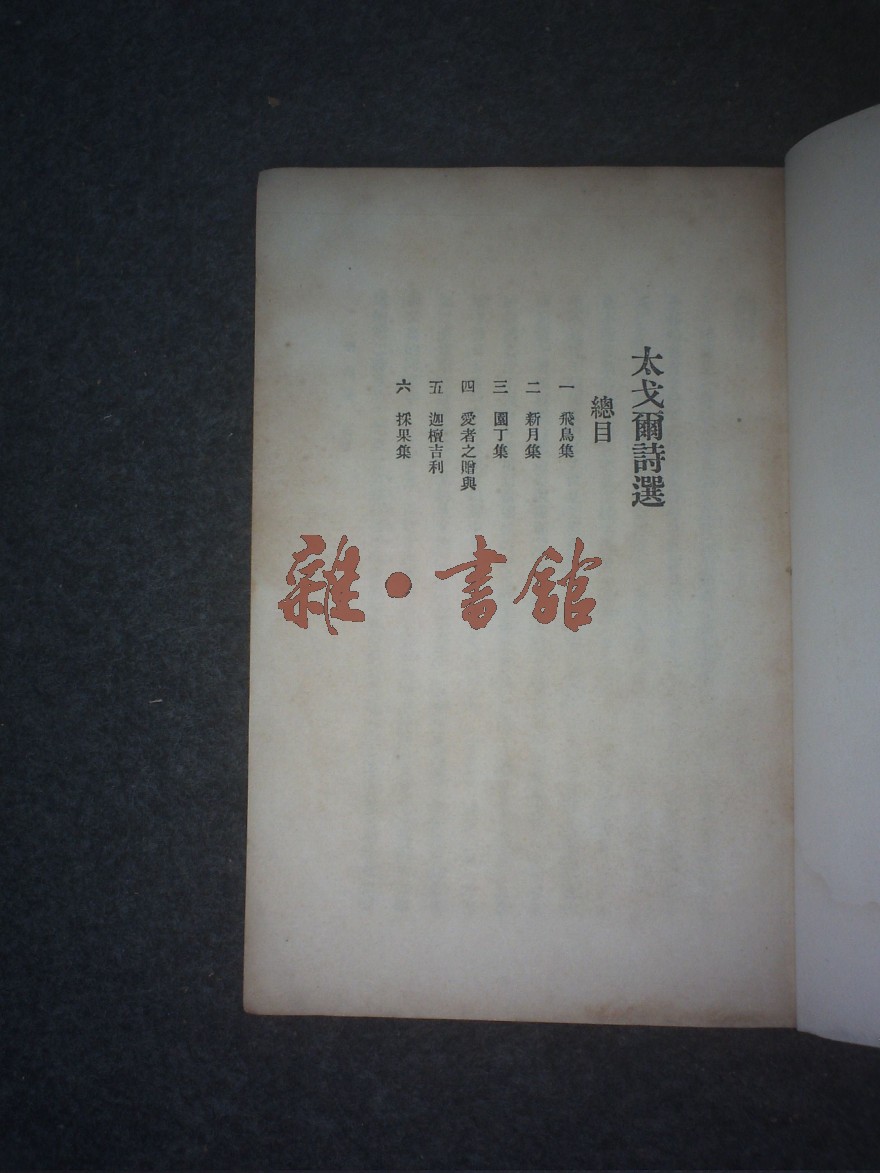 太戈爾詩選
總目
一 飛鳥集
二 新月集
三 園丁集
四 愛者之贈與
五 迦檀吉利
六 採果集
雜·書館